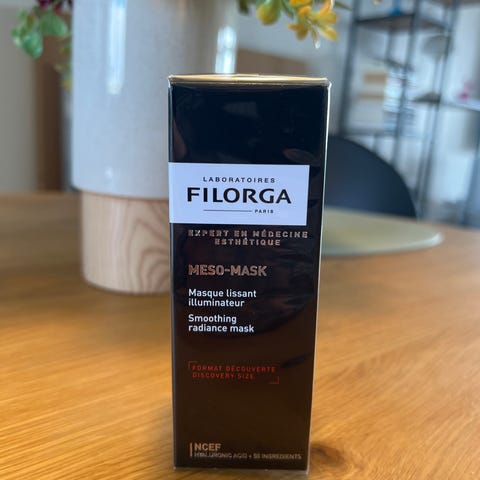 LABORATOIRES
FILORGA
PARIS
EXPERT EN MÉDECINE
ESTHÉTIQUE
MESO-MASK
Masque lissant
illuminateur
Smoothing
radiance mask
FORMAT DÉCOUVERTE
DISCOVERY SIZE
NCEF
HYALURONIC ACID + 55 INGREDIENTS